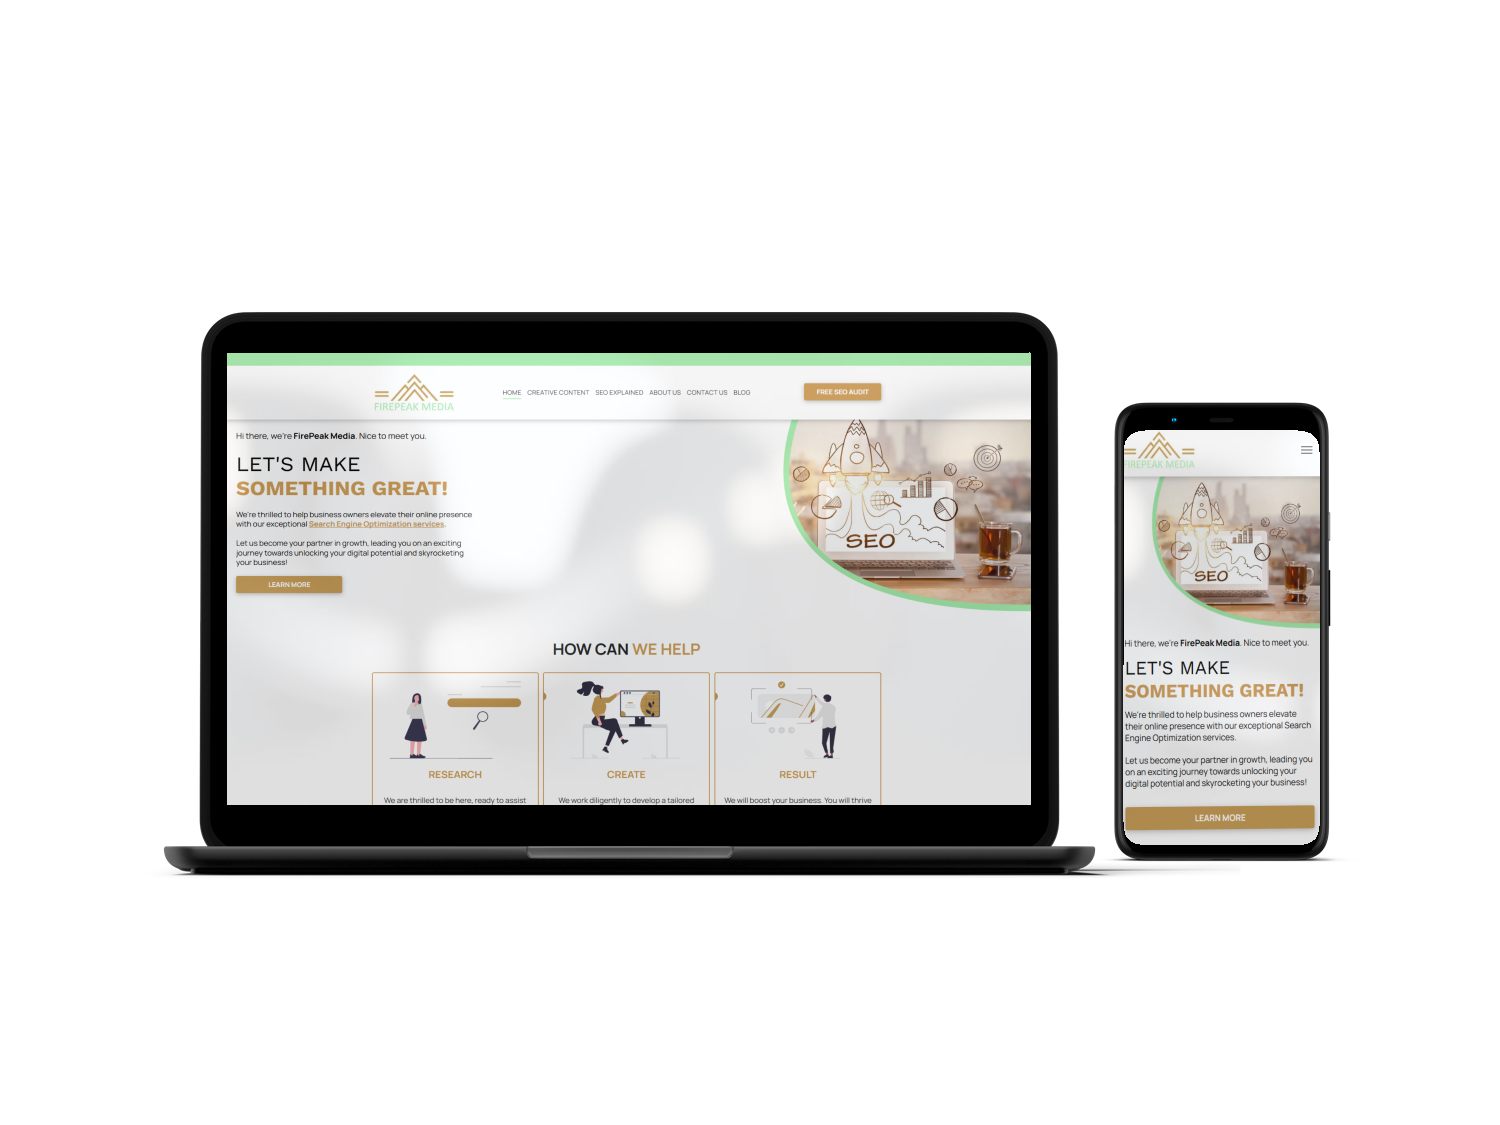 FIREPEAK MEDIA
HOME CREATIVE CONTENT SEO EXPLAINED ABOUT US CONTACT US BLOG
FREE SEO AUDIT
Hi there, we're FirePeak Media. Nice to meet you.
LET'S MAKE
SOMETHING GREAT!
We're thrilled to help business owners elevate their online presence
with our exceptional Search Engine Optimization services.
Let us become your partner in growth, leading you on an exciting
journey towards unlocking your digital potential and skyrocketing
your business!
LEARN MORE
SEO
HOW CAN WE HELP
RESEARCH
We are thrilled to be here, ready to assist
CREATE
We work diligently to develop a tailored
RESULT
We will boost your business. You will thrive
FIREPEAK MEDIA
SEO
Hi there, we're FirePeak Media. Nice to meet you.
LET'S MAKE
SOMETHING GREAT!
We're thrilled to help business owners elevate
their online presence with our exceptional Search
Engine Optimization services.
Let us become your partner in growth, leading you
on an exciting journey towards unlocking your
digital potential and skyrocketing your business!
LEARN MORE